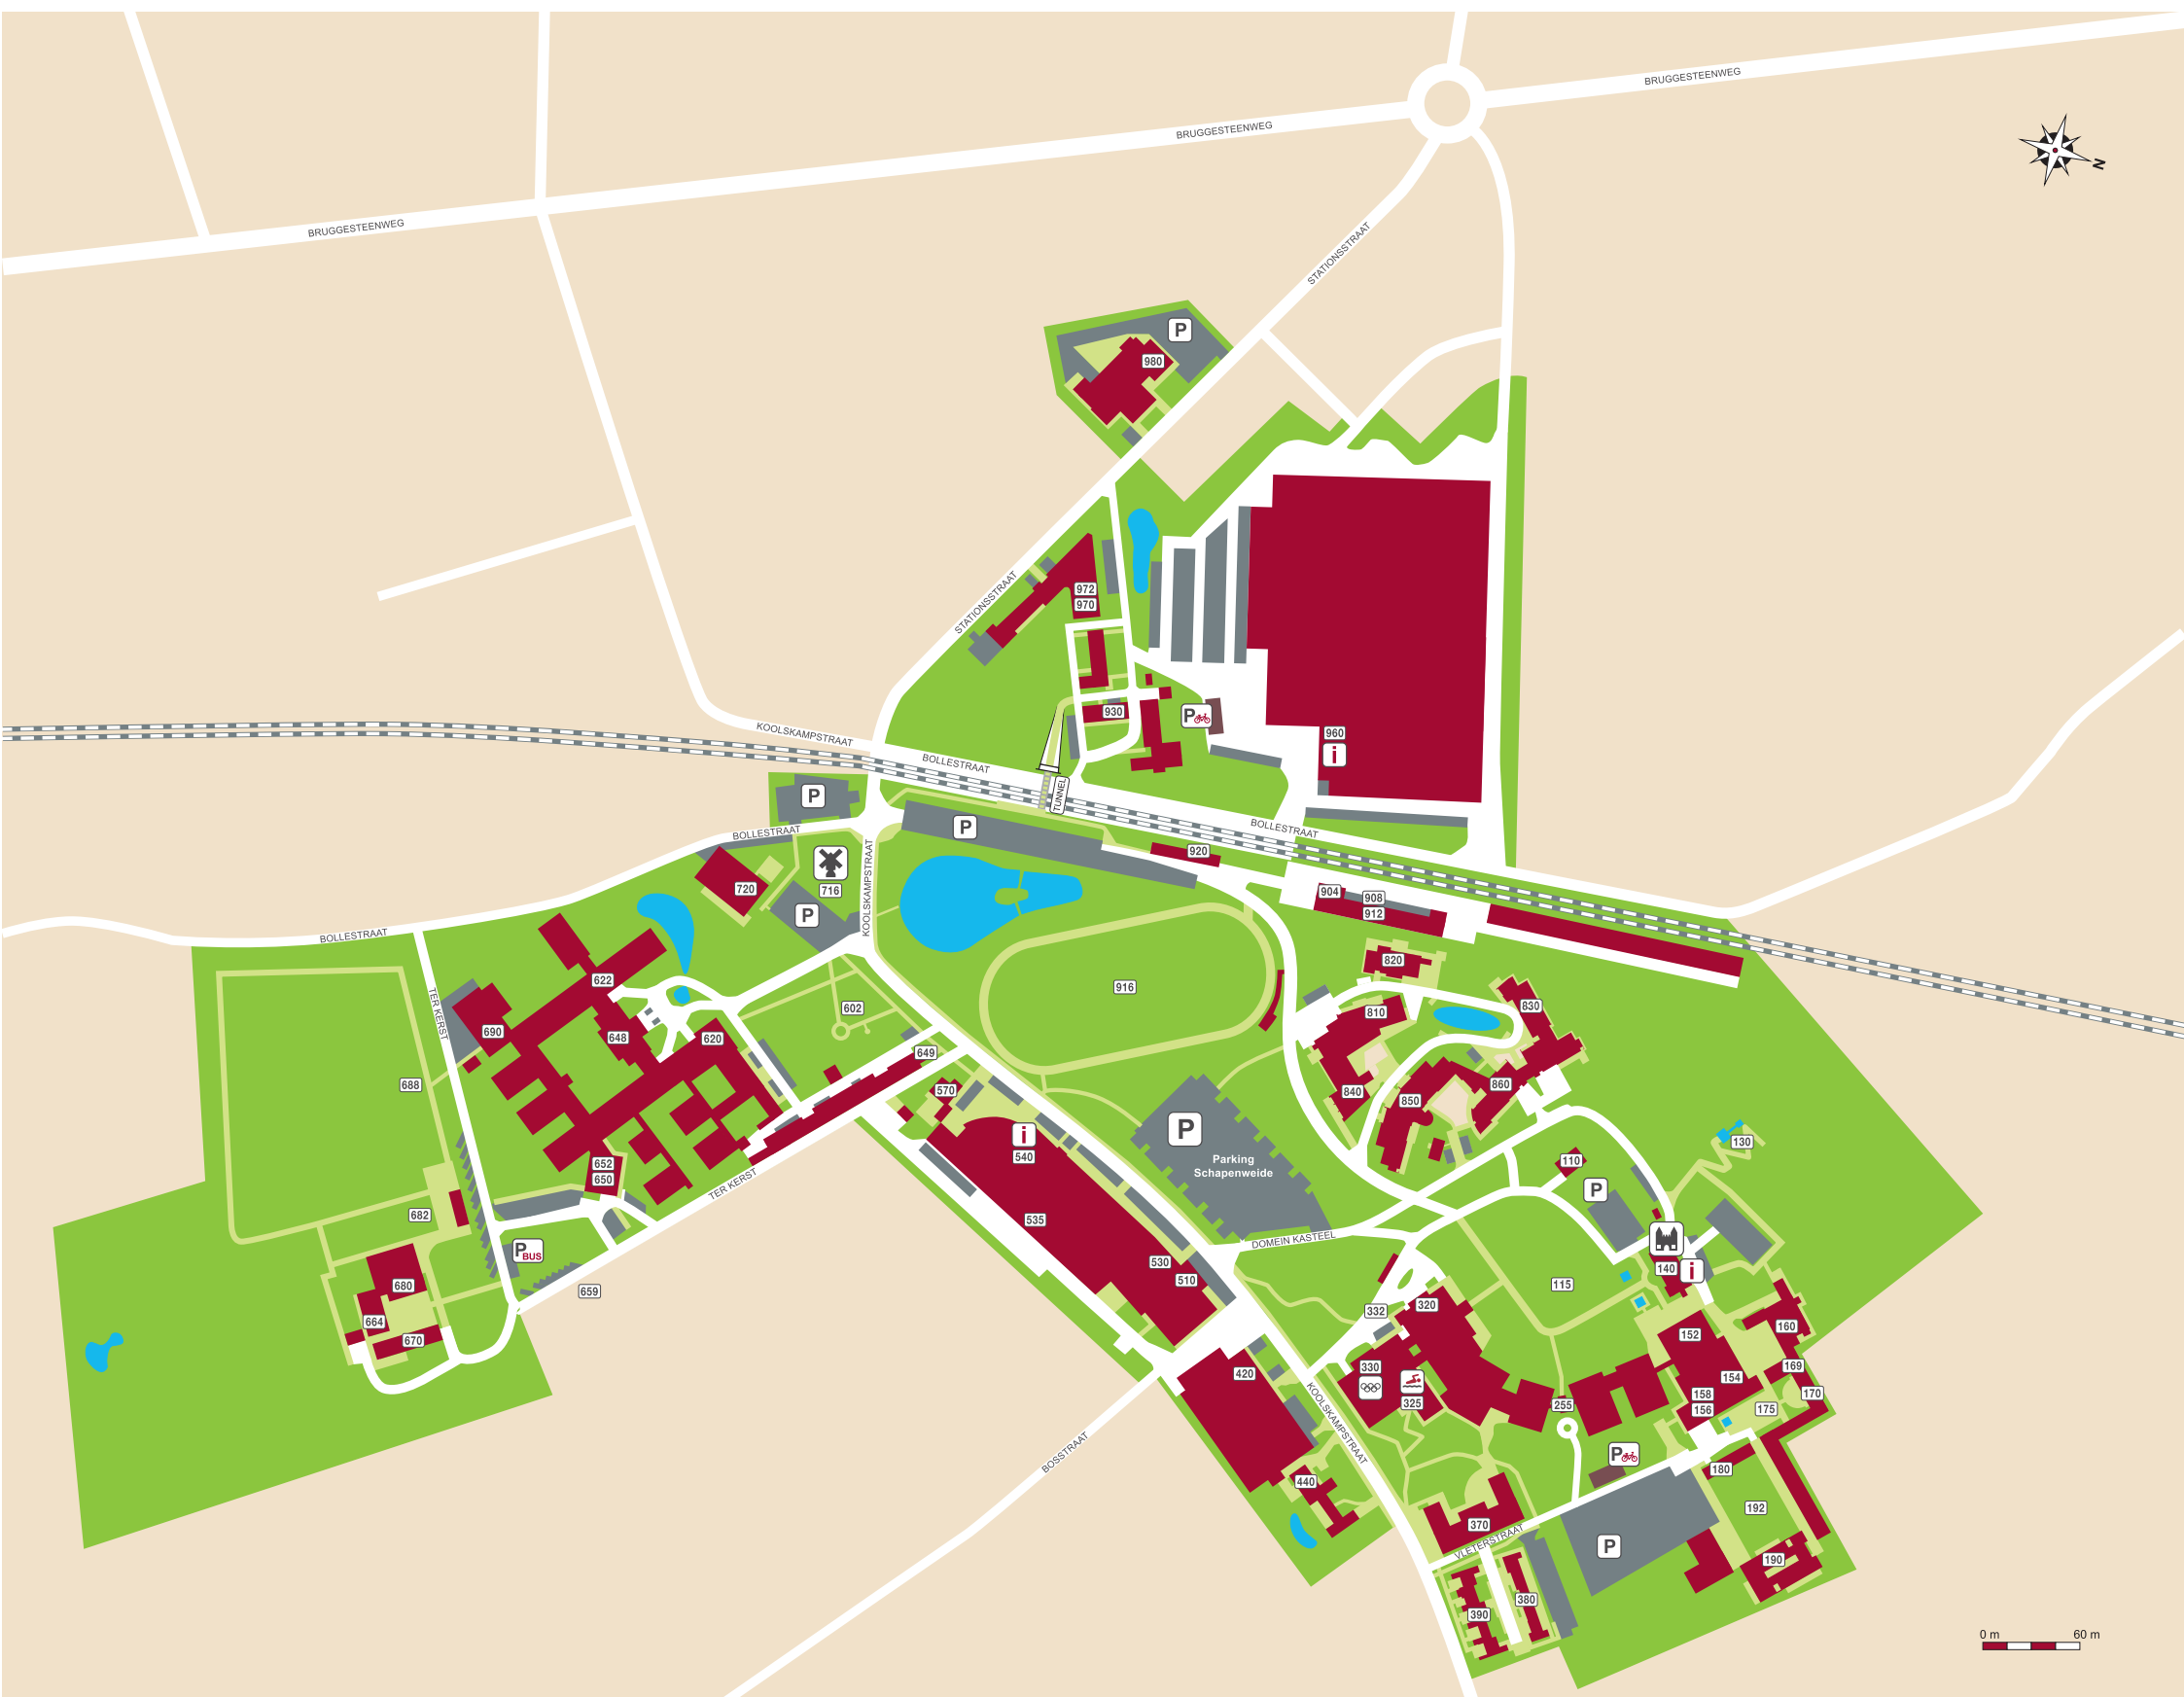 BRUGGESTEENWEG
BRUGGESTEENWEG
BRUGGESTEENWEG
N
STATIONSSTRAAT
P
980
STATIONSSTRAAT
972
970
930
P
960
i
KOOLSKAMPSTRAAT
BOLLESTRAAT
TUNNEL
P
P
BOLLESTRAAT
BOLLESTRAAT
920
KOOLSKAMPSTRAAT
720
716
P
904
908
912
BOLLESTRAAT
820
622
916
602
830
810
TER KERST
690
648
620
649
688
570
840
850
860
P
i
540
Parking
Schapenweide
130
110
652
650
TER KERST
P
682
535
DOMEIN KASTEEL
P BUS
530
510
140
i
680
659
115
664
670
332
320
152
160
330
325
420
169
154
158
156
170
175
255
KOOLSKAMPSTRAAT
BOSSTRAAT
P
180
440
192
370
VLETERSTRAAT
P
190
380
390
0 m
60 m